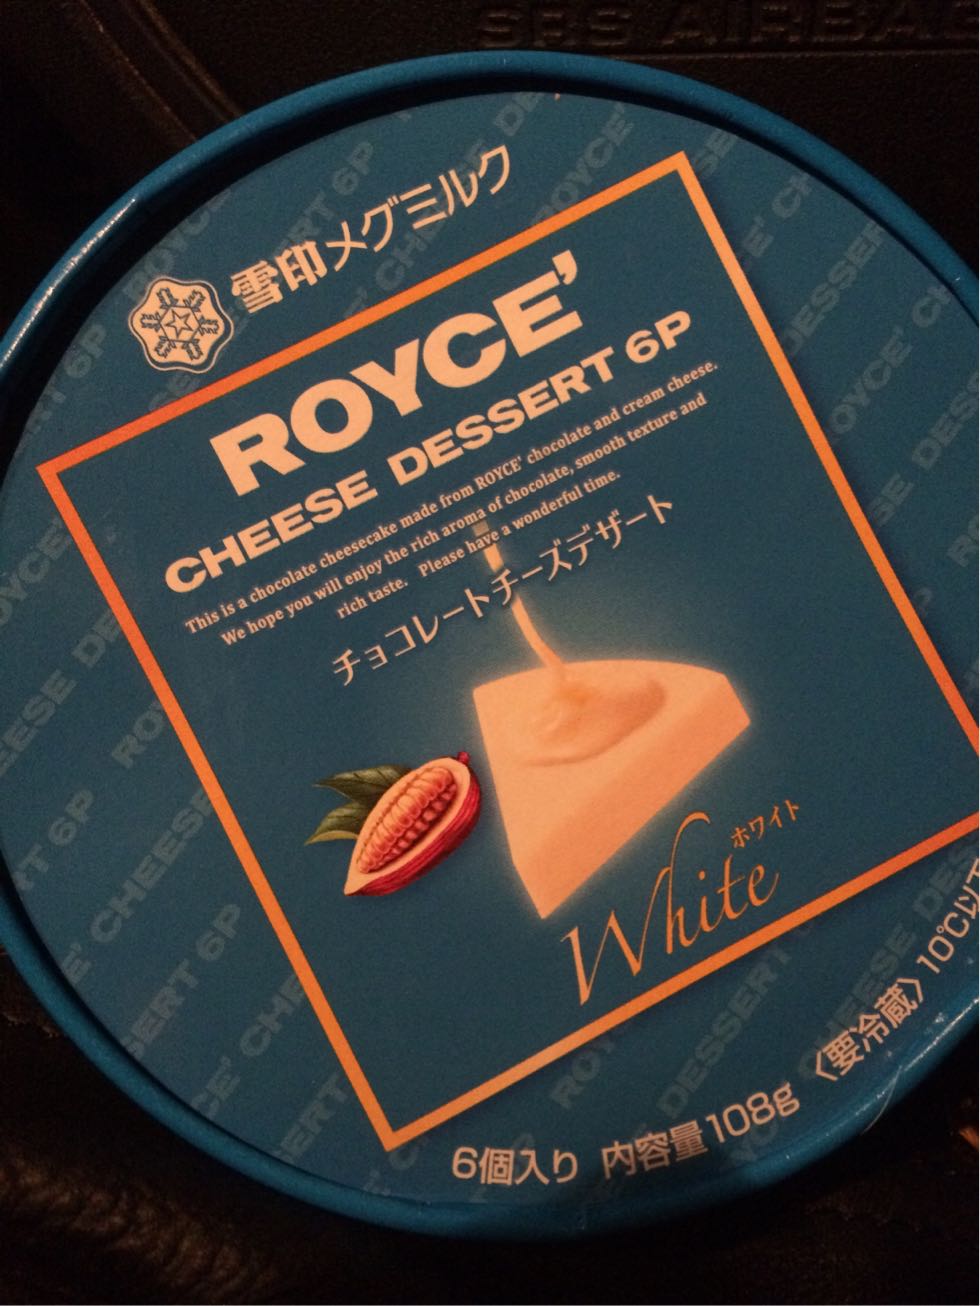 SRS AIRBAG
雪印メグミルク
ROYCE'
CHEESE DESSERT 6P
This is a chocolate cheesecake made from ROYCE' chocolate and cream cheese.
We hope you will enjoy the rich aroma of chocolate, smooth texture and
rich taste. Please have a wonderful time.
チョコレートチーズデザート
ホワイト
White
6個入り 内容量108g 〈要冷蔵〉10℃以下